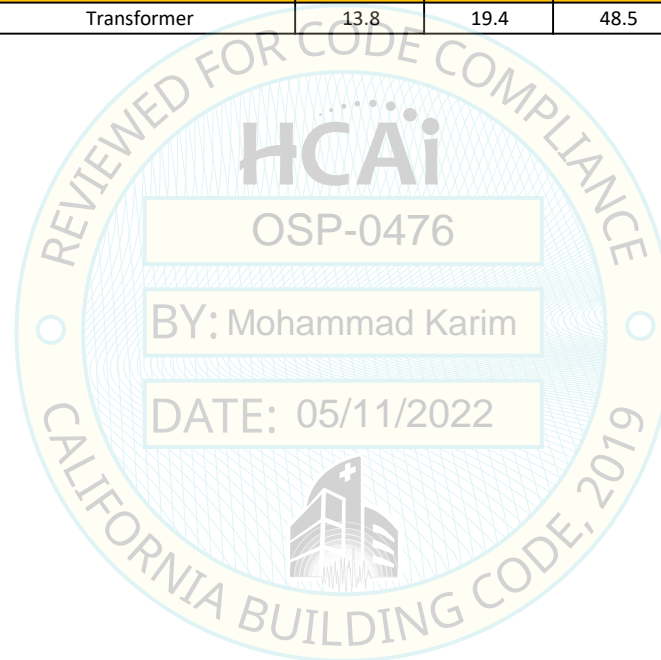 Transformer 13.8 19.4 48.5
REVIEWED FOR CODE COMPLIANCE
HCAi
OSP-0476
BY: Mohammad Karim
DATE: 05/11/2022
CALIFORNIA BUILDING CODE, 2019